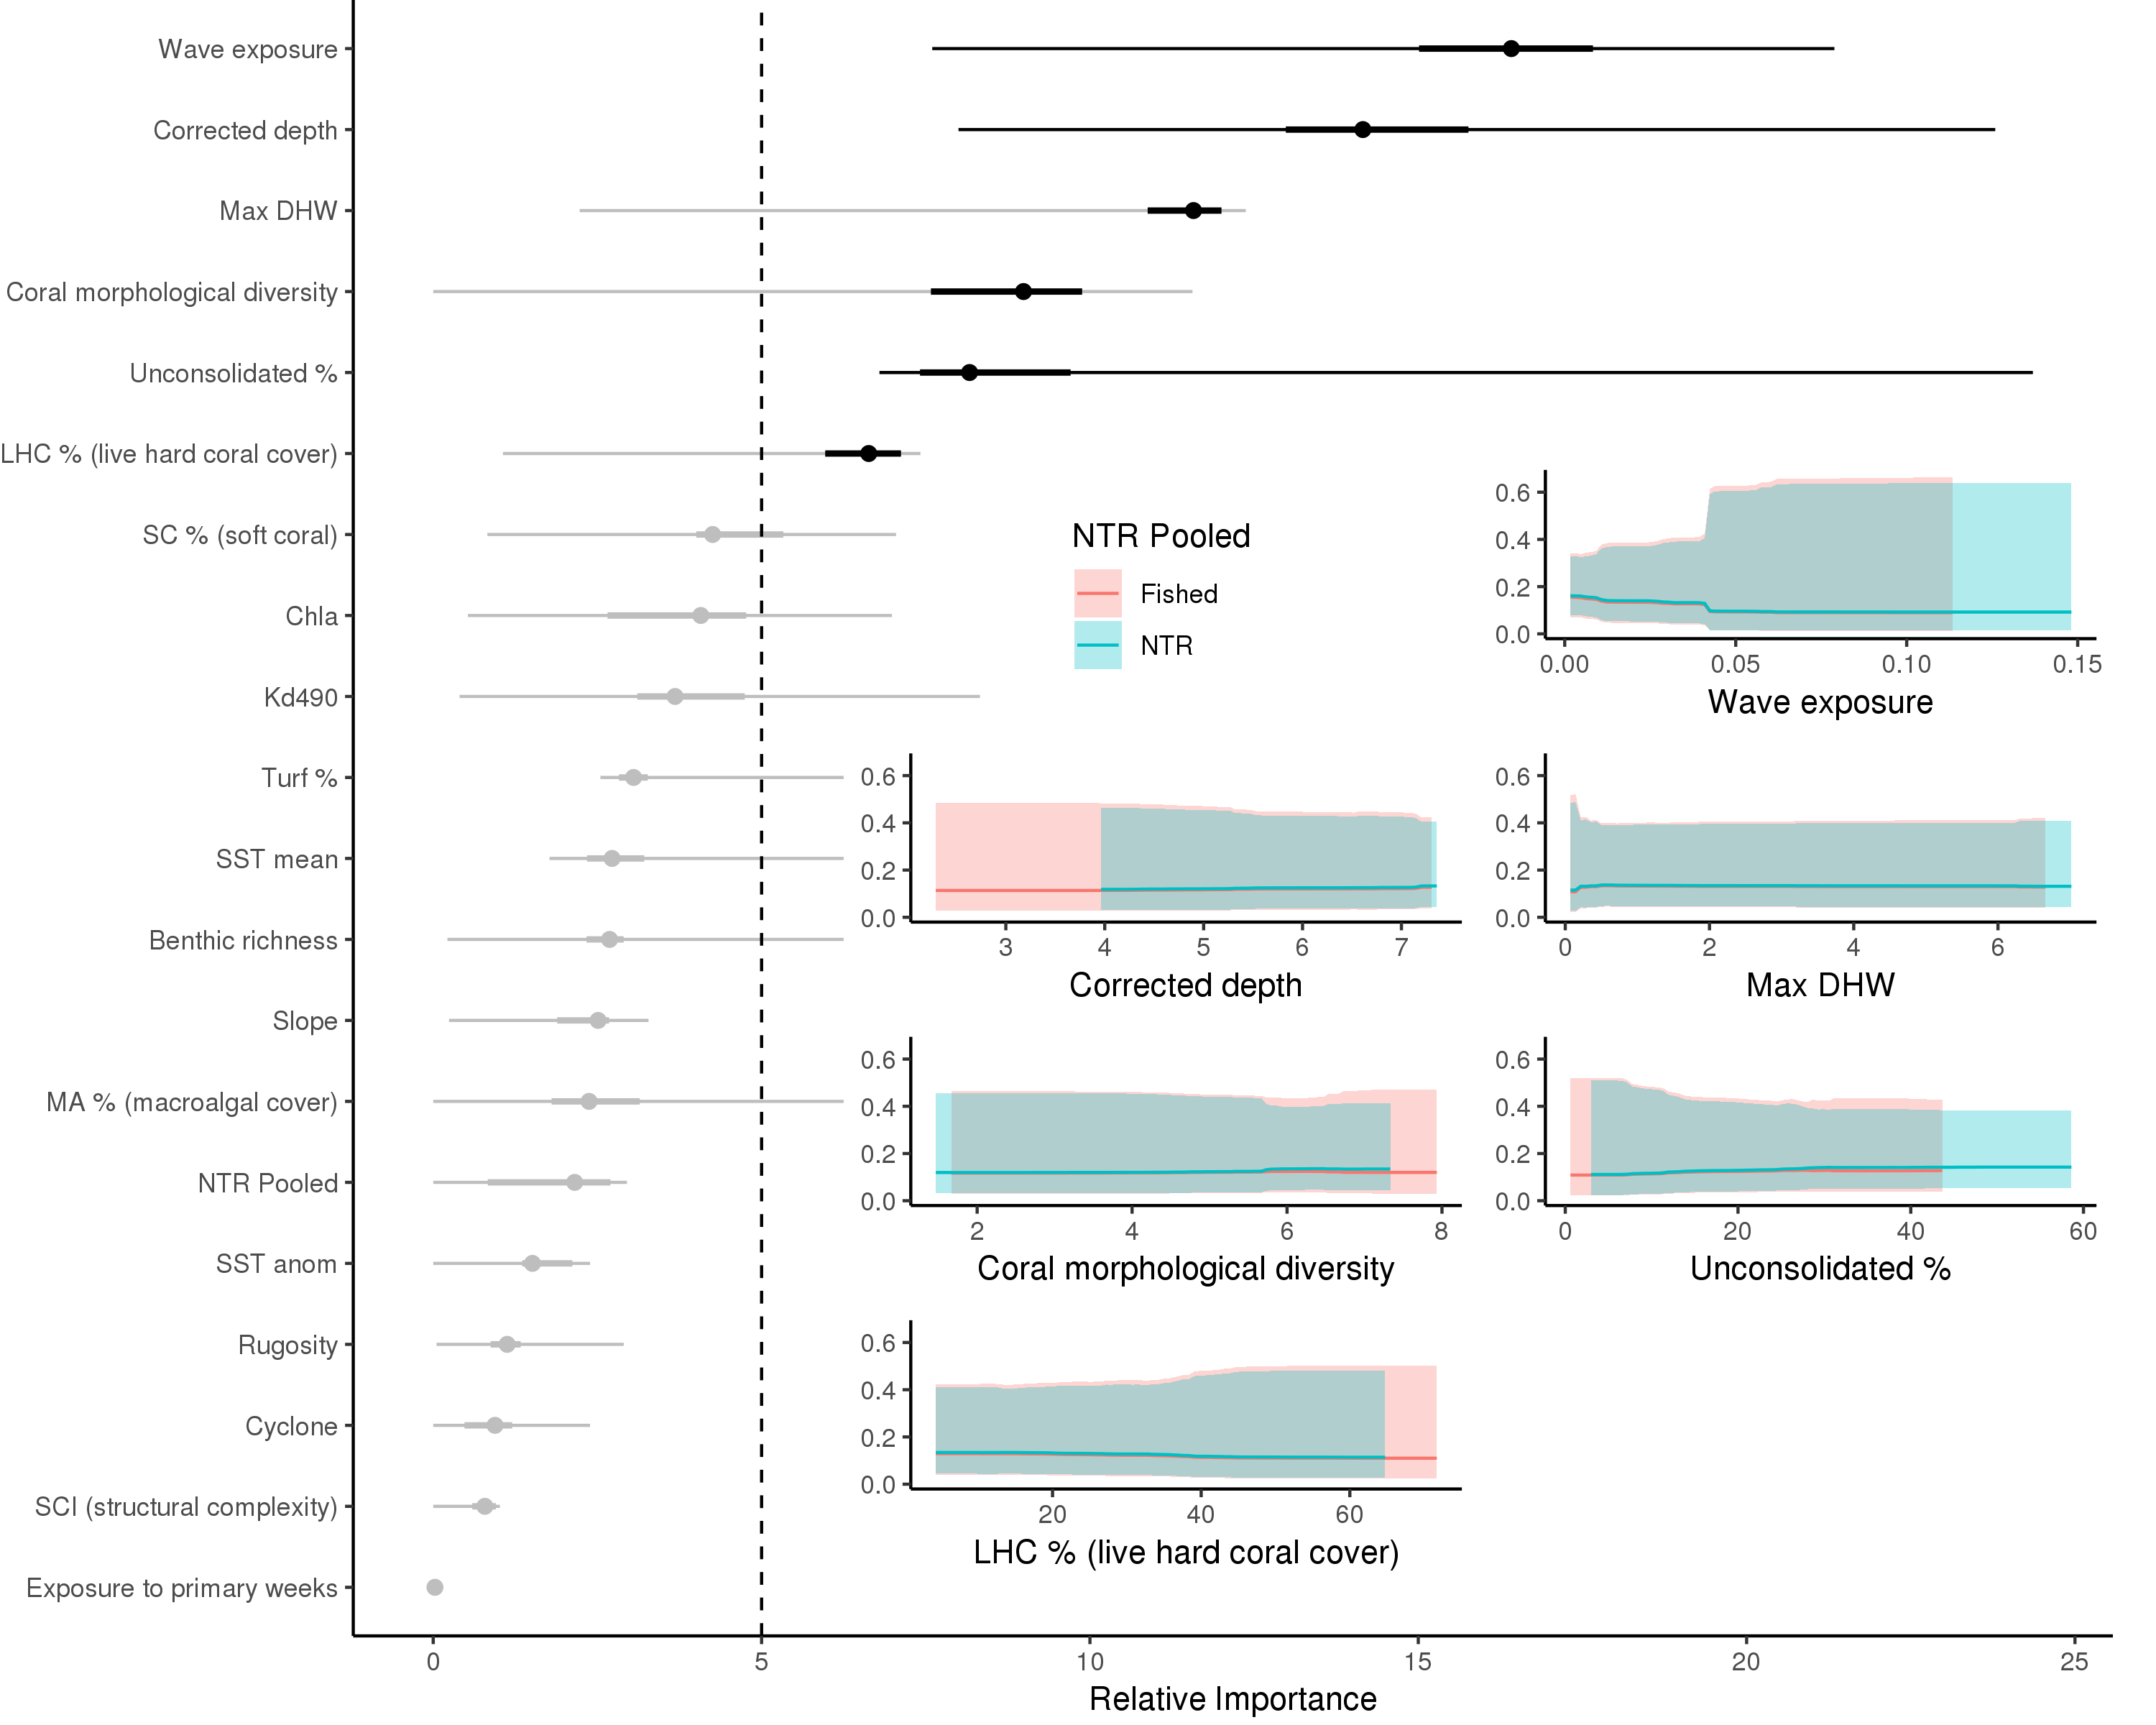 Wave exposure
Corrected depth
Max DHW
Coral morphological diversity
Unconsolidated %
LHC % (live hard coral cover)
SC % (soft coral)
Chla
Kd490
Turf %
SST mean
Benthic richness
Slope
MA % (macroalgal cover)
NTR Pooled
SST anom
Rugosity
Cyclone
SCI (structural complexity)
Exposure to primary weeks
0 5 10 15 20 25
Relative Importance
NTR Pooled
Fished
NTR
0.6
0.4
0.2
0.0
0.00 0.05 0.10 0.15
Wave exposure
0.6
0.4
0.2
0.0
3 4 5 6 7
Corrected depth
0.6
0.4
0.2
0.0
0 2 4 6
Max DHW
0.6
0.4
0.2
0.0
2 4 6 8
Coral morphological diversity
0.6
0.4
0.2
0.0
0 20 40 60
Unconsolidated %
0.6
0.4
0.2
0.0
20 40 60
LHC % (live hard coral cover)